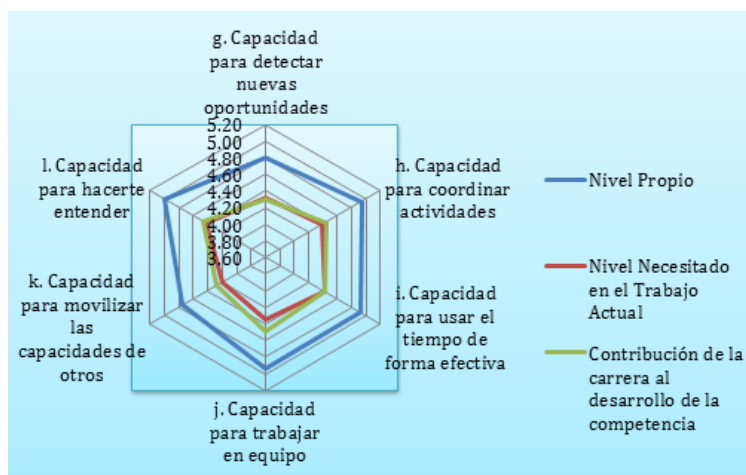 g. Capacidad
para detectar
nuevas
oportunidades
5.20
5.00
4.80
4.60
4.40
4.20
4.00
3.80
3.60
h. Capacidad
para coordinar
actividades
i. Capacidad
para usar el
tiempo de
forma efectiva
j. Capacidad
para trabajar
en equipo
k. Capacidad
para movilizar
las
capacidades de
otros
l. Capacidad
para hacerte
entender
Nivel Propio
Nivel Necesitado
en el Trabajo
Actual
Contribución de la
carrera al
desarrollo de la
competencia